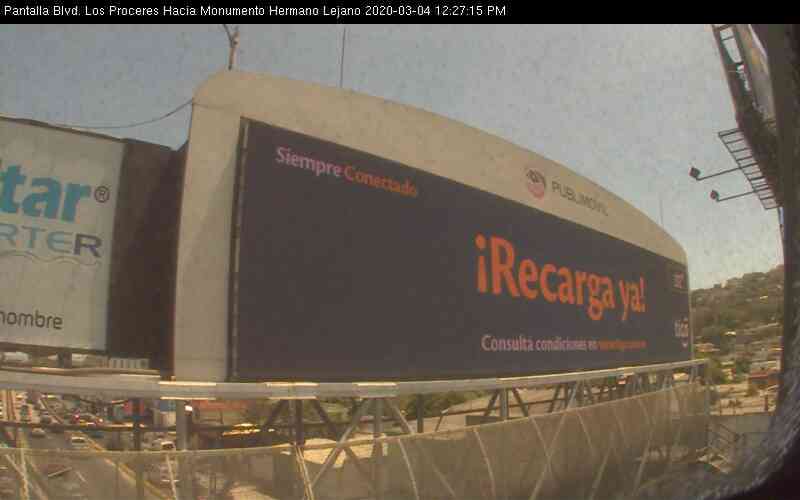 Pantalla Blvd. Los Proceres Hacia Monumento Hermano Lejano 2020-03-04 12:27:15 PM
tar®
RTER
nombre
Siempre Conectado
PUBLIMOVIL
¡Recarga ya!
Consulta condiciones en
tigo